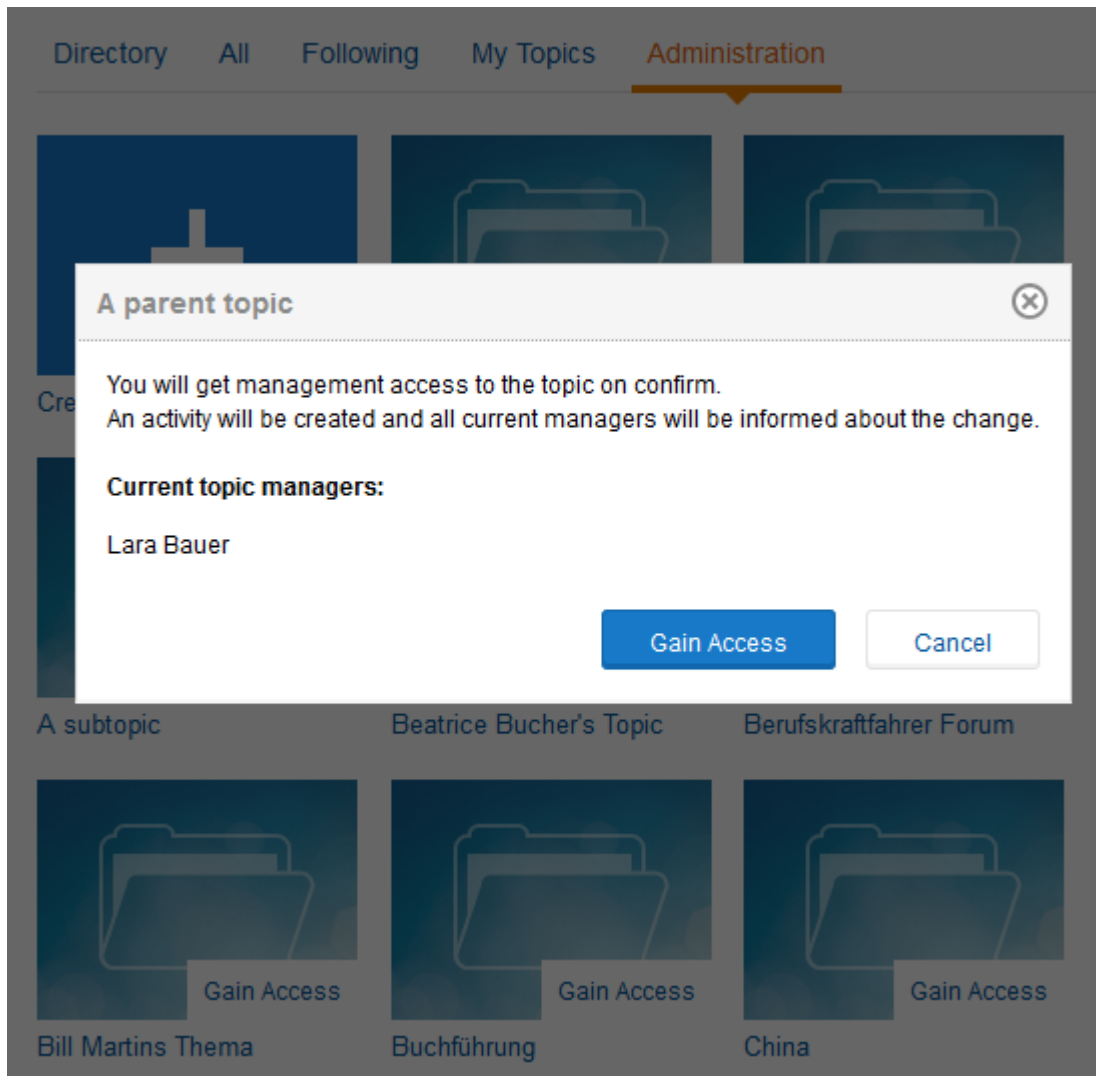 Directory All Following My Topics Administration
A parent topic
You will get management access to the topic on confirm.
An activity will be created and all current managers will be informed about the change.
Current topic managers:
Lara Bauer
Gain Access Cancel
Cre
A subtopic Beatrice Bucher's Topic Berufskraftfahrer Forum
Gain Access Gain Access Gain Access
Bill Martins Thema Buchführung China